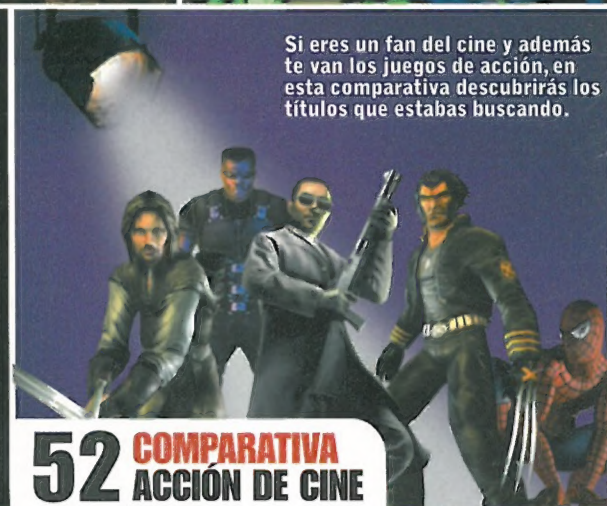 Si eres un fan del cine y además
te van los juegos de acción, en
esta comparativa descubrirás los
títulos que estabas buscando.
52 COMPARATIVA
ACCIÓN DE CINE